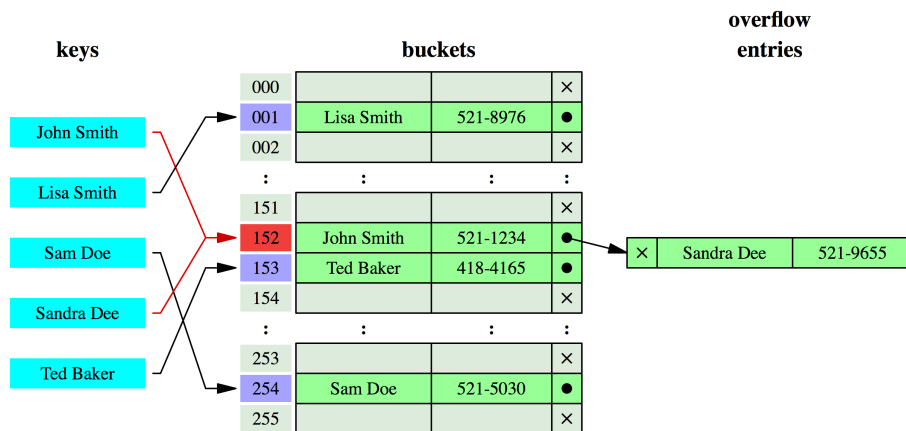 keys
buckets
overflow
entries
John Smith
Lisa Smith
Sam Doe
Sandra Dee
Ted Baker
000 ×
001 Lisa Smith 521-8976 ●
002 ×
: : : :
151 ×
152 John Smith 521-1234 ●
153 Ted Baker 418-4165 ●
154 ×
: : : :
253 ×
254 Sam Doe 521-5030 ●
255 ×
× Sandra Dee 521-9655